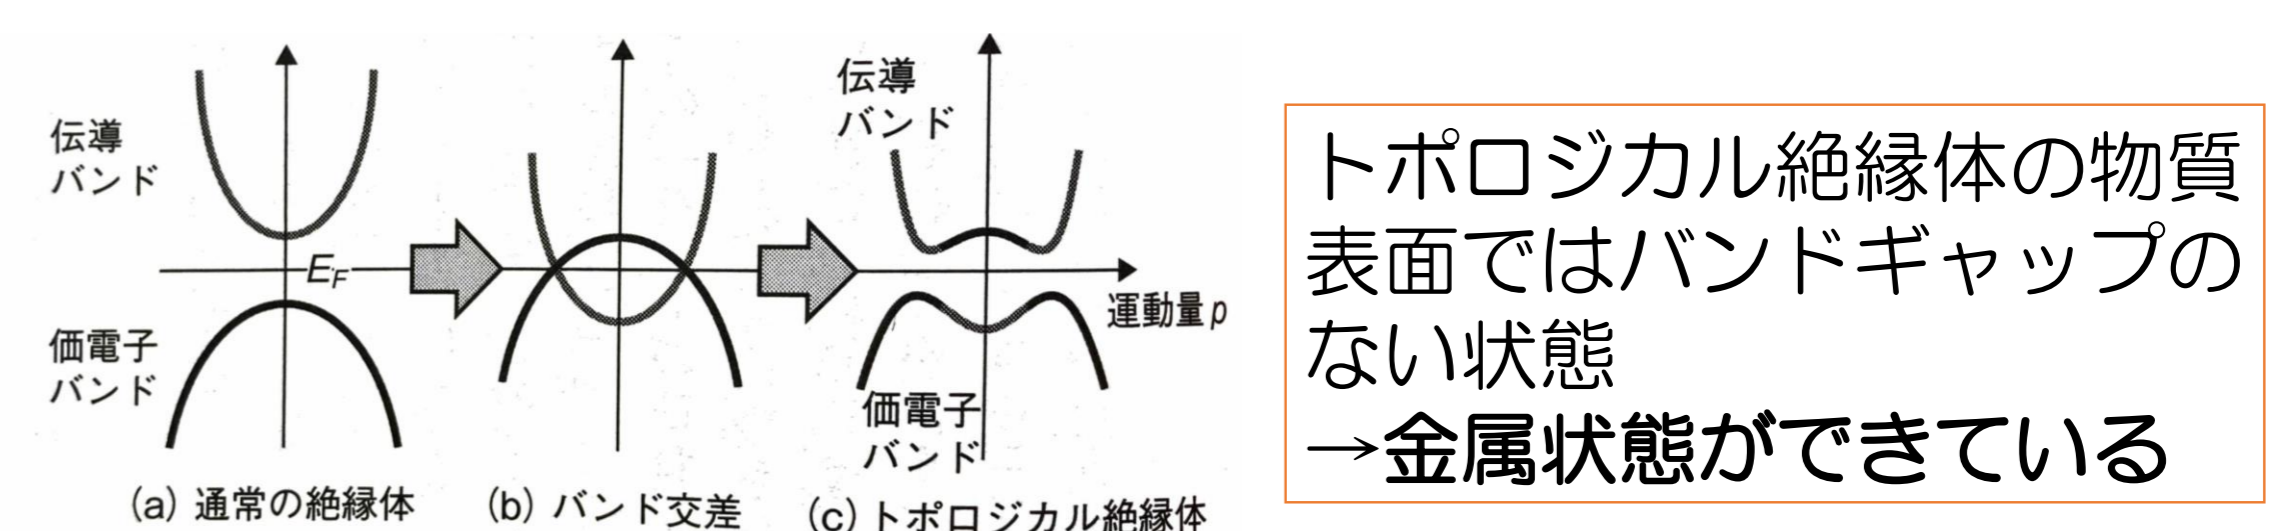 伝導
バンド
E_F
価電子
バンド
(a) 通常の絶縁体
(b) バンド交差
伝導
バンド
運動量 p
価電子
バンド
(c) トポロジカル絶縁体
トポロジカル絶縁体の物質
表面ではバンドギャップの
ない状態
→金属状態ができている